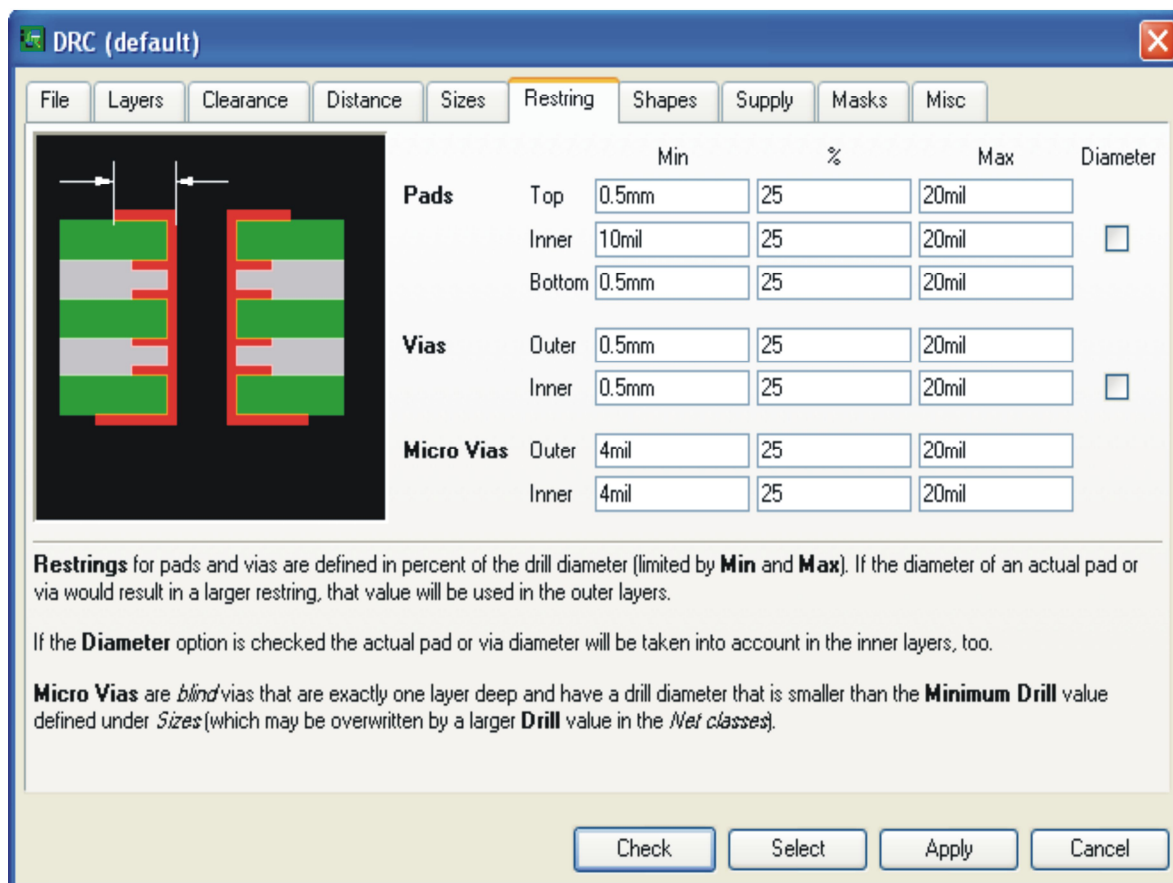 DRC (default)
File Layers Clearance Distance Sizes Restring Shapes Supply Masks Misc
Min % Max Diameter
Pads Top 0.5mm 25 20mil
Inner 10mil 25 20mil
Bottom 0.5mm 25 20mil
Vias Outer 0.5mm 25 20mil
Inner 0.5mm 25 20mil
Micro Vias Outer 4mil 25 20mil
Inner 4mil 25 20mil
Restrings for pads and vias are defined in percent of the drill diameter (limited by Min and Max). If the diameter of an actual pad or
via would result in a larger restring, that value will be used in the outer layers.
If the Diameter option is checked the actual pad or via diameter will be taken into account in the inner layers, too.
Micro Vias are blind vias that are exactly one layer deep and have a drill diameter that is smaller than the Minimum Drill value
defined under Sizes (which may be overwritten by a larger Drill value in the Net classes).
Check Select Apply Cancel